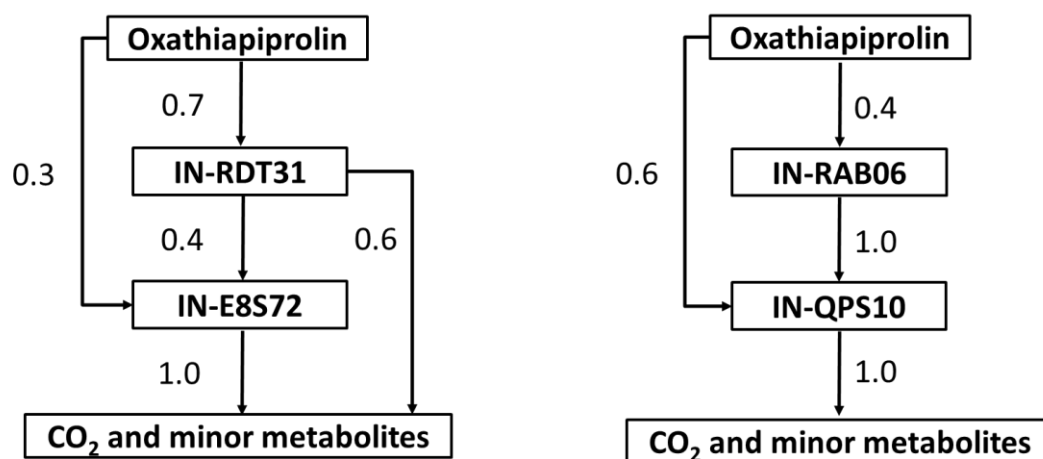 Oxathiapiprolin
0.7
0.3
IN-RDT31
0.4
0.6
IN-E8S72
1.0
CO₂ and minor metabolites
Oxathiapiprolin
0.4
0.6
IN-RAB06
1.0
IN-QPS10
1.0
CO₂ and minor metabolites